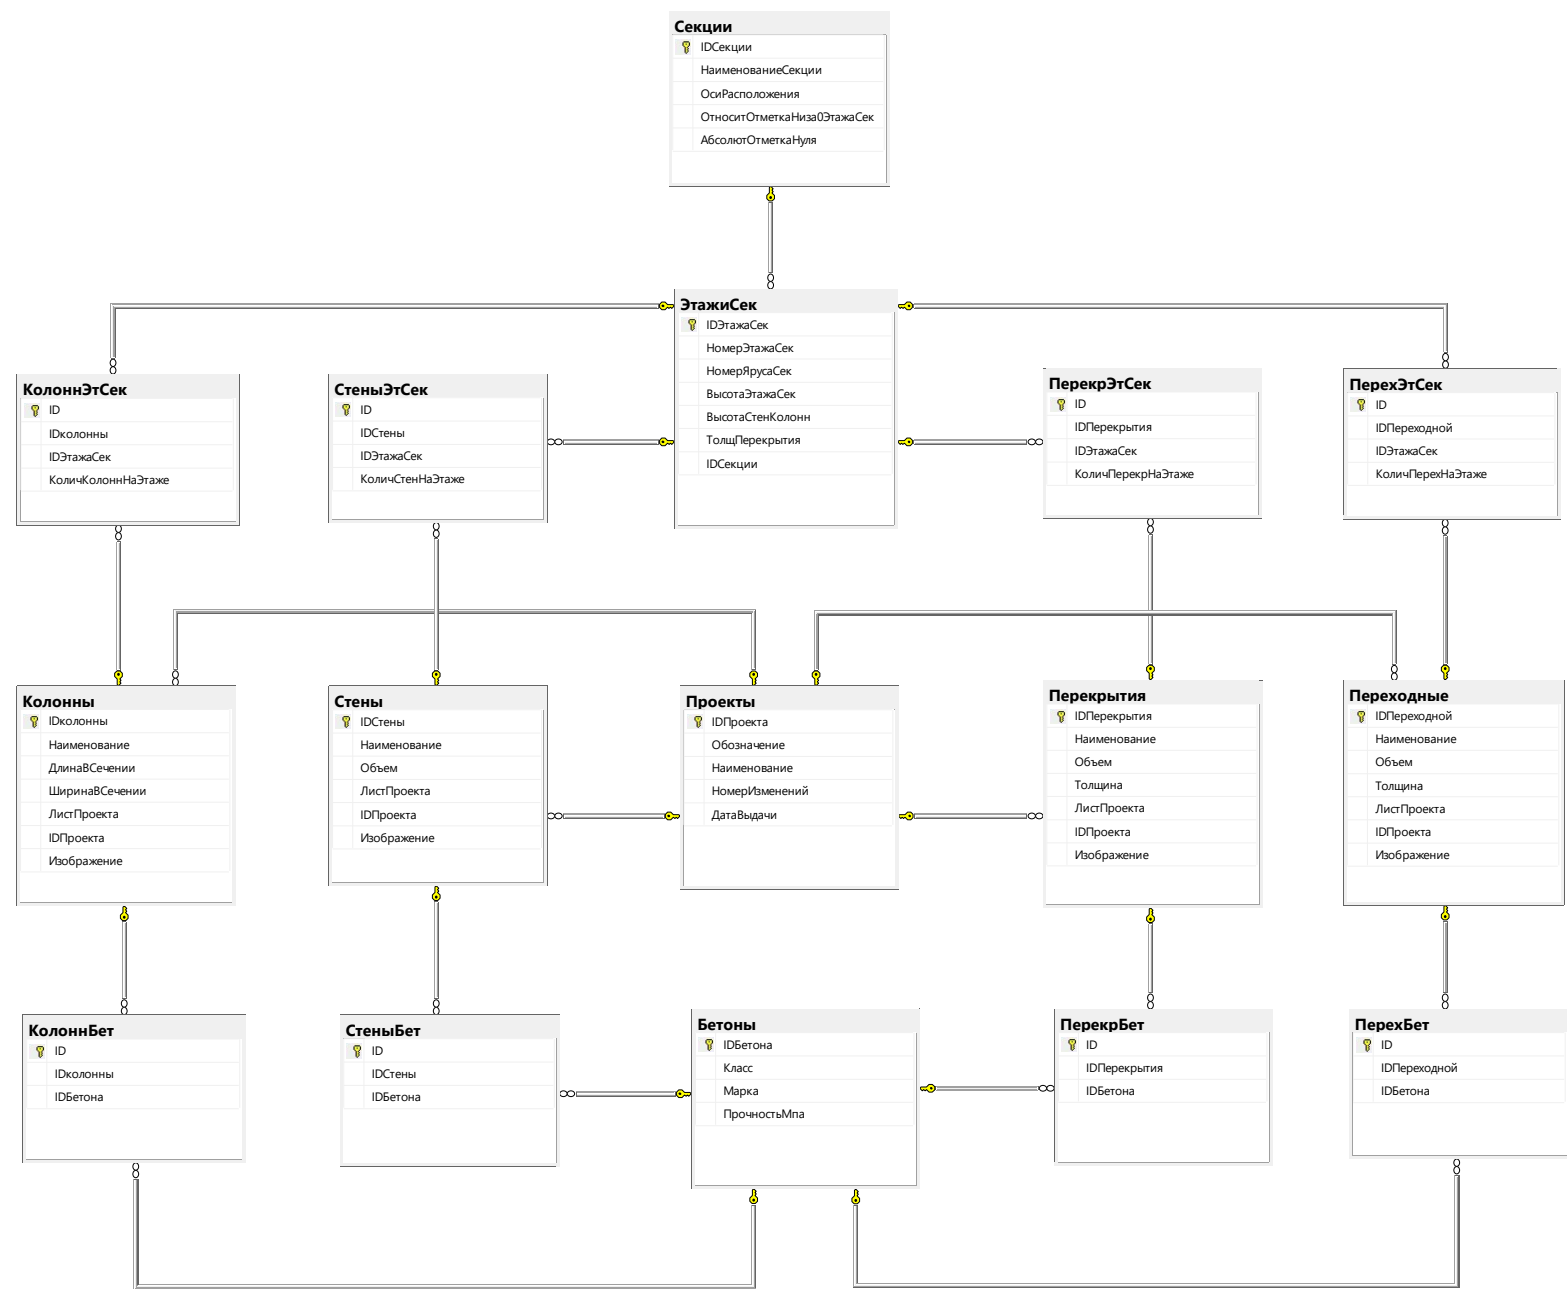 Секции
IDСекции
НаименованиеСекции
ОсиРасположения
ОтноситОтметкаНиза0ЭтажаСек
АбсолютОтметкаНуля
ЭтажиСек
IDЭтажаСек
НомерЭтажаСек
НомерЯрусаСек
ВысотаЭтажаСек
ВысотаСтенКолонн
ТолщПерекрытия
IDСекции
КолоннЭтСек
ID
IDколонны
IDЭтажаСек
КоличКолоннНаЭтаже
СтеныЭтСек
ID
IDСтены
IDЭтажаСек
КоличСтенНаЭтаже
ПерекрЭтСек
ID
IDПерекрытия
IDЭтажаСек
КоличПерекрНаЭтаже
ПерехЭтСек
ID
IDПереходной
IDЭтажаСек
КоличПерехНаЭтаже
Колонны
IDколонны
Наименование
ДлинаВСечении
ШиринаВСечении
ЛистПроекта
IDПроекта
Изображение
Стены
IDСтены
Наименование
Объем
ЛистПроекта
IDПроекта
Изображение
Проекты
IDПроекта
Обозначение
Наименование
НомерИзменений
ДатаВыдачи
Перекрытия
IDПерекрытия
Наименование
Объем
Толщина
ЛистПроекта
IDПроекта
Изображение
Переходные
IDПереходной
Наименование
Объем
Толщина
ЛистПроекта
IDПроекта
Изображение
КолоннБет
ID
IDколонны
IDБетона
СтеныБет
ID
IDСтены
IDБетона
Бетоны
IDБетона
Класс
Марка
ПрочностьМпа
ПерекрБет
ID
IDПерекрытия
IDБетона
ПерехБет
ID
IDПереходной
IDБетона